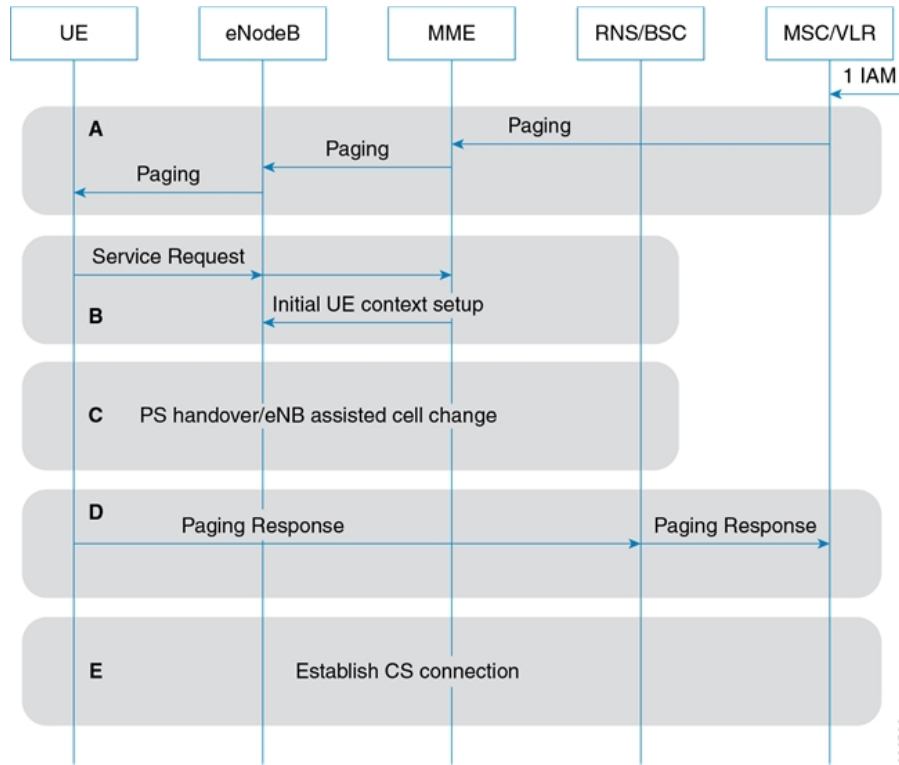 UE
eNodeB
MME
RNS/BSC
MSC/VLR
1 IAM
A
Paging
Paging
Paging
Service Request
Initial UE context setup
B
C
PS handover/eNB assisted cell change
D
Paging Response
Paging Response
E
Establish CS connection